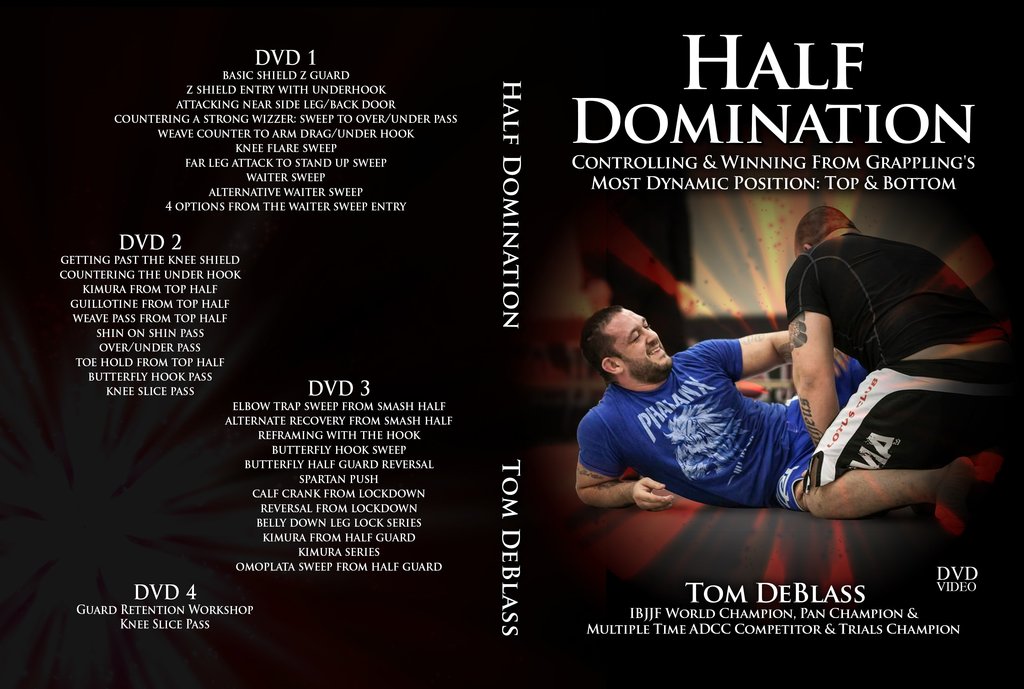 DVD 1
BASIC SHIELD Z GUARD
Z SHIELD ENTRY WITH UNDERHOOK
ATTACKING NEAR SIDE LEG/BACK DOOR
COUNTERING A STRONG WIZZER: SWEEP TO OVER/UNDER PASS
WEAVE COUNTER TO ARM DRAG/UNDER HOOK
KNEE FLARE SWEEP
FAR LEG ATTACK TO STAND UP SWEEP
WAITER SWEEP
ALTERNATIVE WAITER SWEEP
4 OPTIONS FROM THE WAITER SWEEP ENTRY
DVD 2
GETTING PAST THE KNEE SHIELD
COUNTERING THE UNDER HOOK
KIMURA FROM TOP HALF
GUILLOTINE FROM TOP HALF
WEAVE PASS FROM TOP HALF
SHIN ON SHIN PASS
OVER/UNDER PASS
TOE HOLD FROM TOP HALF
BUTTERFLY HOOK PASS
KNEE SLICE PASS
DVD 3
ELBOW TRAP SWEEP FROM SMASH HALF
ALTERNATE RECOVERY FROM SMASH HALF
REFRAMING WITH THE HOOK
BUTTERFLY HOOK SWEEP
BUTTERFLY HALF GUARD REVERSAL
SPARTAN PUSH
CALF CRANK FROM LOCKDOWN
REVERSAL FROM LOCKDOWN
BELLY DOWN LEG LOCK SERIES
KIMURA FROM HALF GUARD
KIMURA SERIES
OMOPLATA SWEEP FROM HALF GUARD
DVD 4
GUARD RETENTION WORKSHOP
KNEE SLICE PASS
HALF DOMINATION
TOM DEBLASS
HALF
DOMINATION
CONTROLLING & WINNING FROM GRAPPLING'S
MOST DYNAMIC POSITION: TOP & BOTTOM
PHALANX
MA
TOM DEBLASS
IBJJF WORLD CHAMPION, PAN CHAMPION &
MULTIPLE TIME ADCC COMPETITOR & TRIALS CHAMPION
DVD
VIDEO